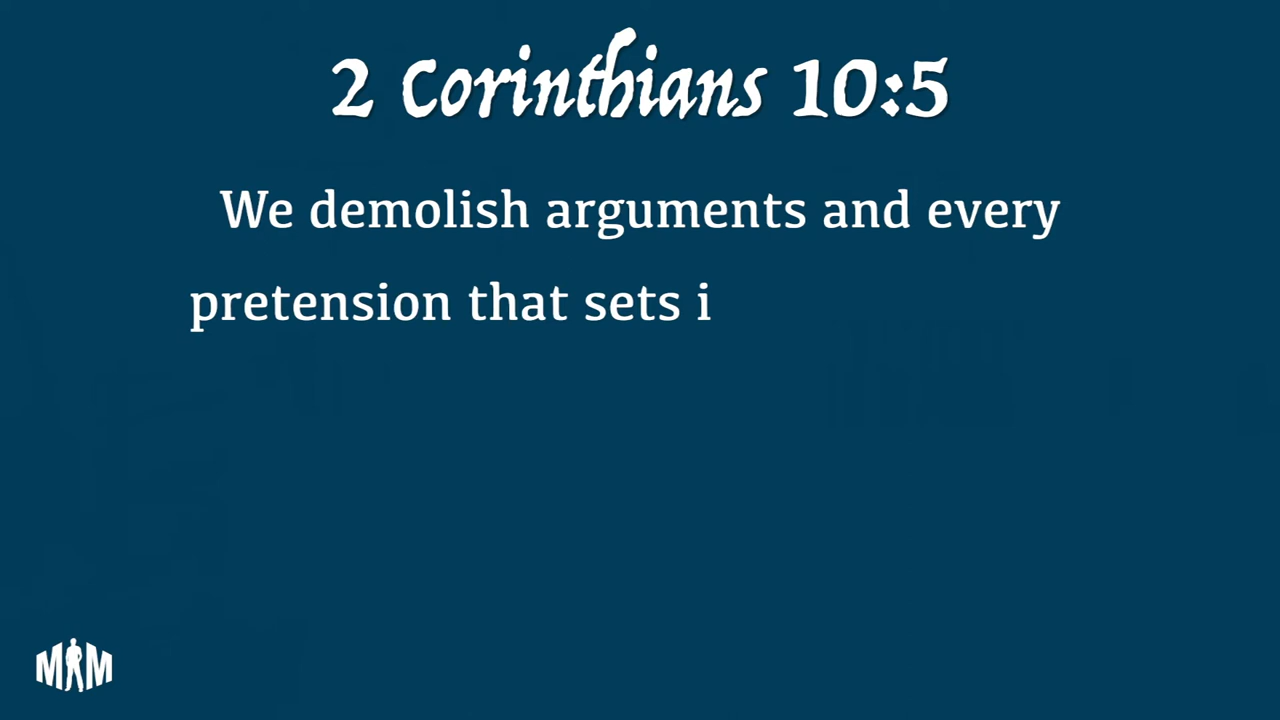 2 Corinthians 10:5
We demolish arguments and every
pretension that sets i
M M